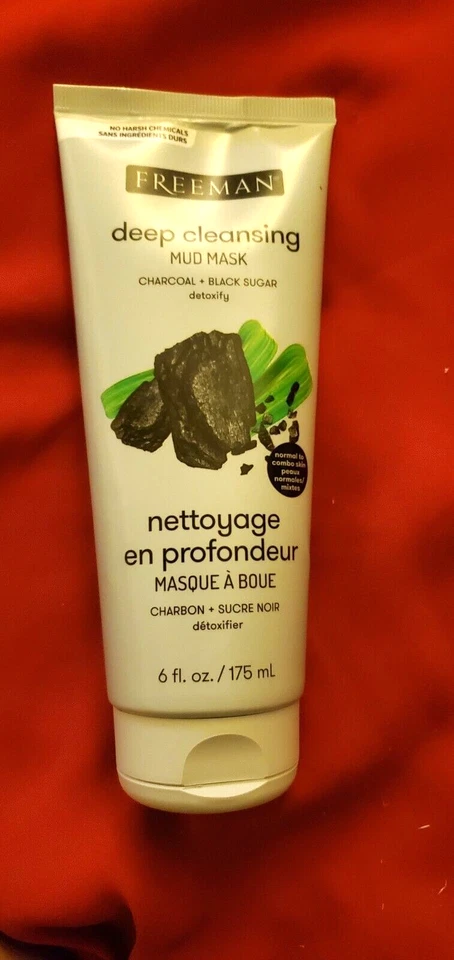 NO HARSH CHEMICALS
SANS INGRÉDIENTS DURS
FREEMAN®
deep cleansing
MUD MASK
CHARCOAL + BLACK SUGAR
detoxify
normal to
combo skin
peaux
normales/
mixtes
nettoyage
en profondeur
MASQUE À BOUE
CHARBON + SUCRE NOIR
détoxifier
6 fl. oz. / 175 mL